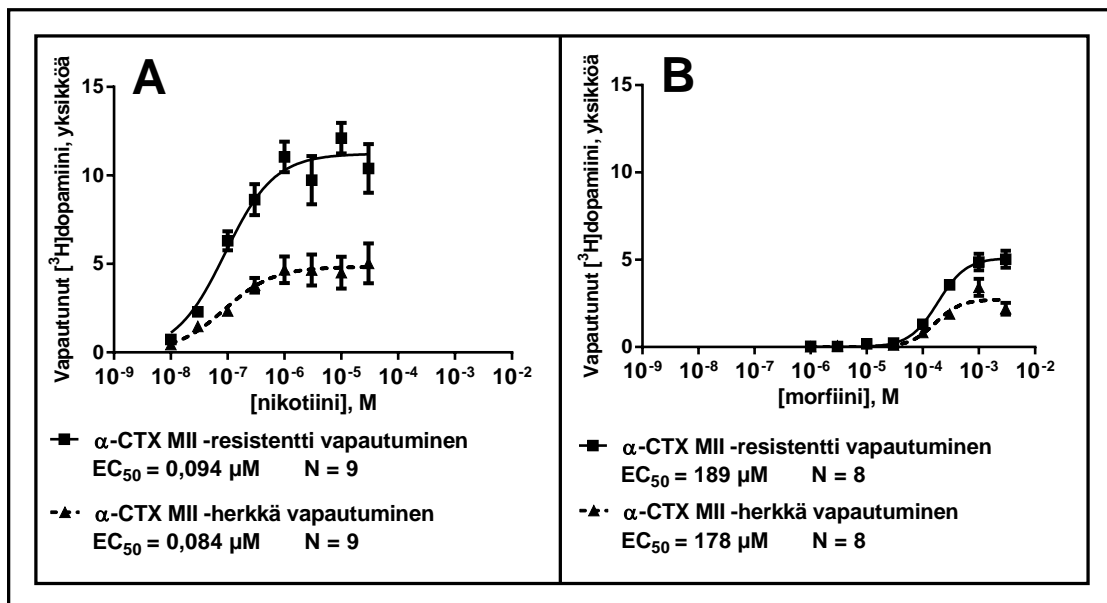 A
Vapautunut [³H]dopamiini, yksikköä
15
10
5
0
10⁻⁹ 10⁻⁸ 10⁻⁷ 10⁻⁶ 10⁻⁵ 10⁻⁴ 10⁻³ 10⁻²
[nikotiini], M
α-CTX MII -resistentti vapautuminen
EC₅₀ = 0,094 µM N = 9
α-CTX MII -herkkä vapautuminen
EC₅₀ = 0,084 µM N = 9
B
Vapautunut [³H]dopamiini, yksikköä
15
10
5
0
10⁻⁹ 10⁻⁸ 10⁻⁷ 10⁻⁶ 10⁻⁵ 10⁻⁴ 10⁻³ 10⁻²
[morfiini], M
α-CTX MII -resistentti vapautuminen
EC₅₀ = 189 µM N = 8
α-CTX MII -herkkä vapautuminen
EC₅₀ = 178 µM N = 8